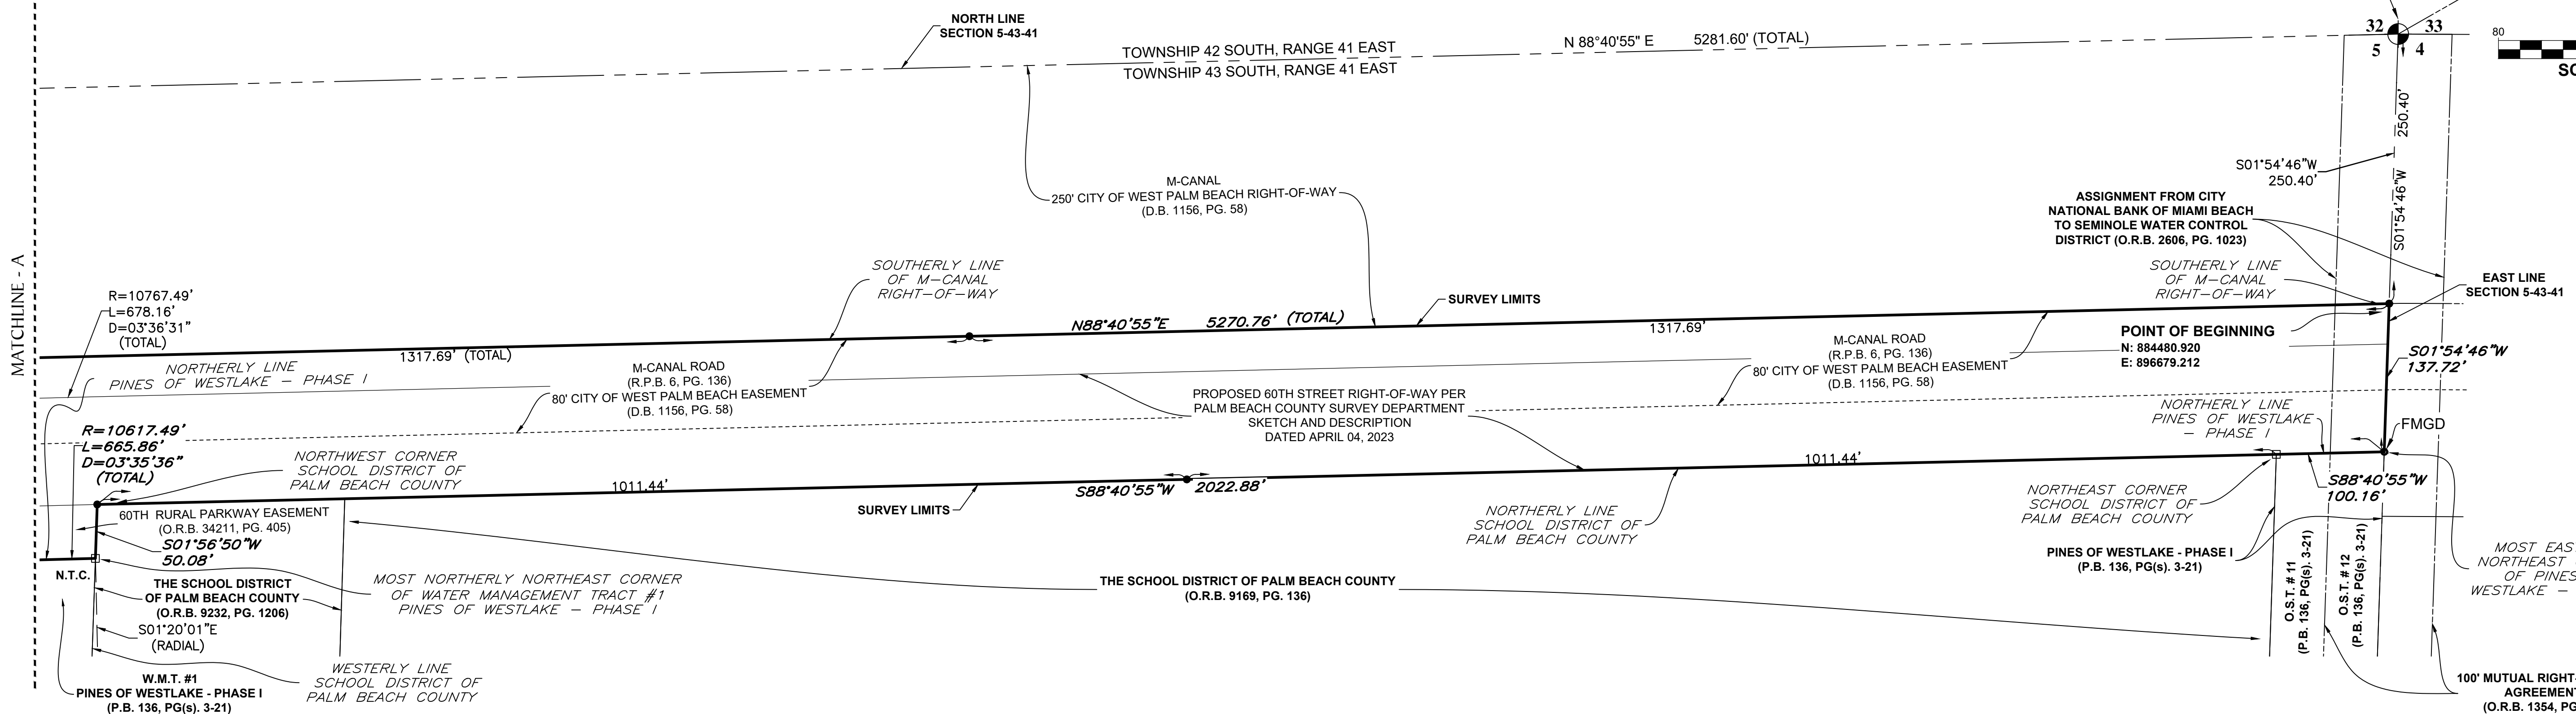 MATCHLINE - A
NORTH LINE
SECTION 5-43-41
TOWNSHIP 42 SOUTH, RANGE 41 EAST
TOWNSHIP 43 SOUTH, RANGE 41 EAST
N 88°40'55" E 5281.60' (TOTAL)
32 33
5 4
80
250.40'
S01°54'46"W
S01°54'46"W
250.40'
M-CANAL
250' CITY OF WEST PALM BEACH RIGHT-OF-WAY
(D.B. 1156, PG. 58)
ASSIGNMENT FROM CITY
NATIONAL BANK OF MIAMI BEACH
TO SEMINOLE WATER CONTROL
DISTRICT (O.R.B. 2606, PG. 1023)
SOUTHERLY LINE
OF M-CANAL
RIGHT-OF-WAY
SOUTHERLY LINE
OF M-CANAL
RIGHT-OF-WAY
EAST LINE
SECTION 5-43-41
R=10767.49'
L=678.16'
D=03°36'31"
(TOTAL)
SURVEY LIMITS
N88°40'55"E 5270.76' (TOTAL)
1317.69' (TOTAL)
1317.69'
POINT OF BEGINNING
N: 884480.920
E: 896679.212
S01°54'46"W
137.72'
NORTHERLY LINE
PINES OF WESTLAKE - PHASE I
M-CANAL ROAD
(R.P.B. 6, PG. 136)
80' CITY OF WEST PALM BEACH EASEMENT
(D.B. 1156, PG. 58)
M-CANAL ROAD
(R.P.B. 6, PG. 136)
80' CITY OF WEST PALM BEACH EASEMENT
(D.B. 1156, PG. 58)
PROPOSED 60TH STREET RIGHT-OF-WAY PER
PALM BEACH COUNTY SURVEY DEPARTMENT
SKETCH AND DESCRIPTION
DATED APRIL 04, 2023
NORTHERLY LINE
PINES OF WESTLAKE
- PHASE I
FMGD
R=10617.49'
L=665.86'
D=03°35'36"
(TOTAL)
NORTHWEST CORNER
SCHOOL DISTRICT OF
PALM BEACH COUNTY
1011.44'
S88°40'55"W 2022.88'
1011.44'
S88°40'55"W
100.16'
SURVEY LIMITS
NORTHERLY LINE
SCHOOL DISTRICT OF
PALM BEACH COUNTY
NORTHEAST CORNER
SCHOOL DISTRICT OF
PALM BEACH COUNTY
60TH RURAL PARKWAY EASEMENT
(O.R.B. 34211, PG. 405)
S01°56'50"W
50.08'
N.T.C.
THE SCHOOL DISTRICT
OF PALM BEACH COUNTY
(O.R.B. 9232, PG. 1206)
MOST NORTHERLY NORTHEAST CORNER
OF WATER MANAGEMENT TRACT #1
PINES OF WESTLAKE - PHASE I
THE SCHOOL DISTRICT OF PALM BEACH COUNTY
(O.R.B. 9169, PG. 136)
PINES OF WESTLAKE - PHASE I
(P.B. 136, PG(s). 3-21)
O.S.T. # 11
(P.B. 136, PG(s). 3-21)
O.S.T. # 12
(P.B. 136, PG(s). 3-21)
MOST
NORTHEAST
OF PINES
WESTLAKE -
S01°20'01"E
(RADIAL)
WESTERLY LINE
SCHOOL DISTRICT OF
PALM BEACH COUNTY
W.M.T. #1
PINES OF WESTLAKE - PHASE I
(P.B. 136, PG(s). 3-21)
100' MUTUAL RIGHT-
AGREEMENT
(O.R.B. 1354,